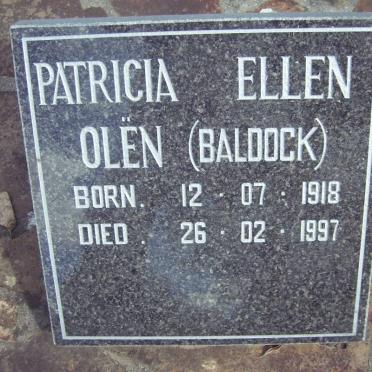 PATRICIA ELLEN
OLËN (BALDOCK)
BORN. 12 · 07 · 1918
DIED. 26 · 02 · 1997